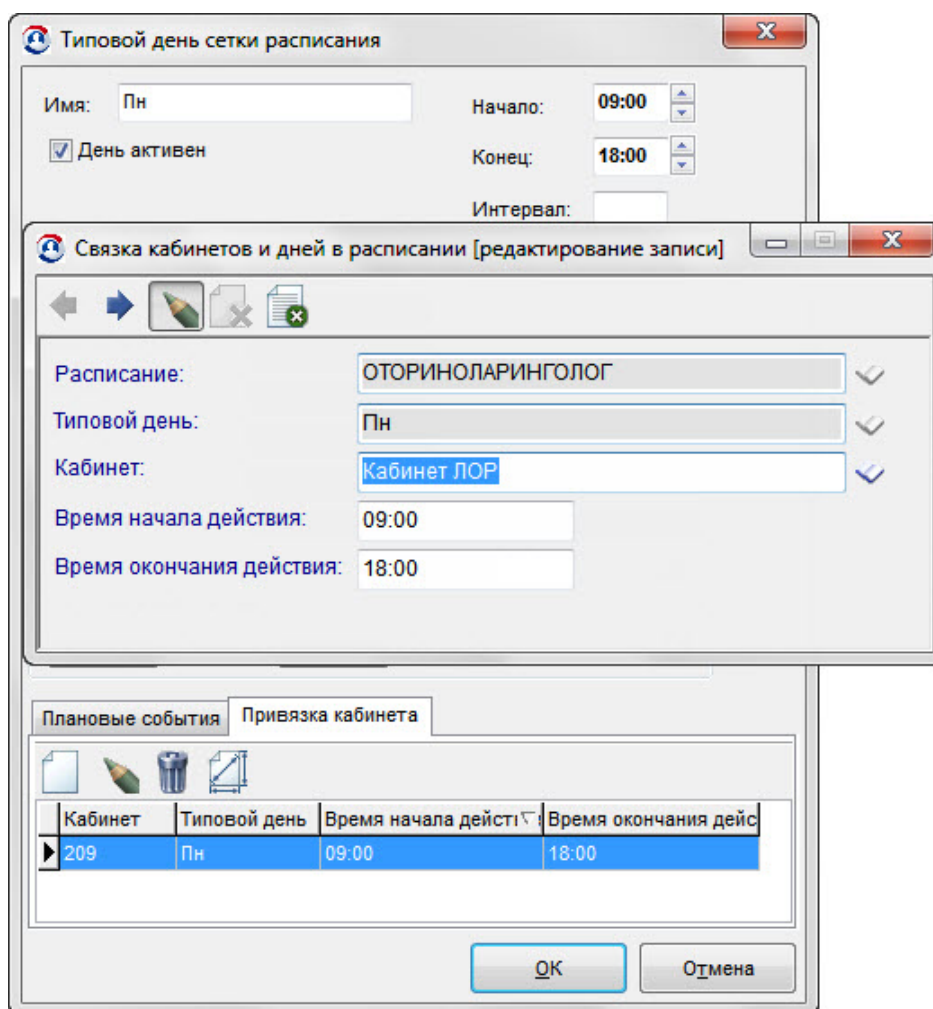 Типовой день сетки расписания
Имя: Пн
Начало: 09:00
День активен
Конец: 18:00
Интервал:
Связка кабинетов и дней в расписании [редактирование записи]
Расписание: ОТОРИНОЛАРИНГОЛОГ
Типовой день: Пн
Кабинет: Кабинет ЛОР
Время начала действия: 09:00
Время окончания действия: 18:00
Плановые события Привязка кабинета
Кабинет Типовой день Время начала действ Время окончания дейс
209 Пн 09:00 18:00
OK Отмена